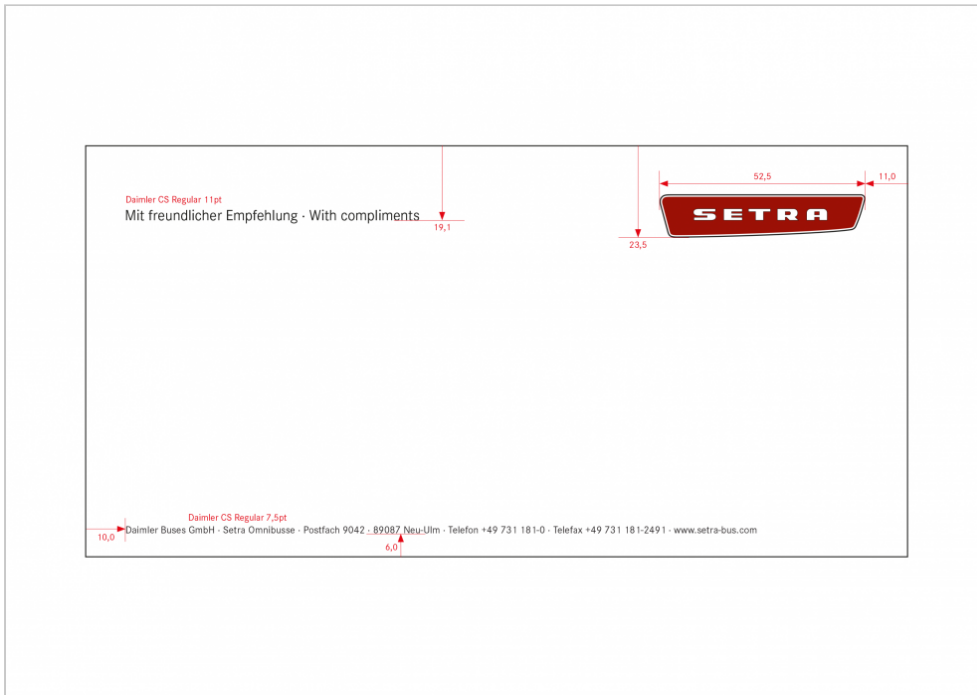 52,5
11,0
Daimler CS Regular 11pt
Mit freundlicher Empfehlung · With compliments
SETRA
19,1
23,5
Daimler CS Regular 7,5pt
Daimler Buses GmbH · Setra Omnibusse · Postfach 9042 · 89087 Neu-Ulm · Telefon +49 731 181-0 · Telefax +49 731 181-2491 · www.setra-bus.com
10,0
6,0